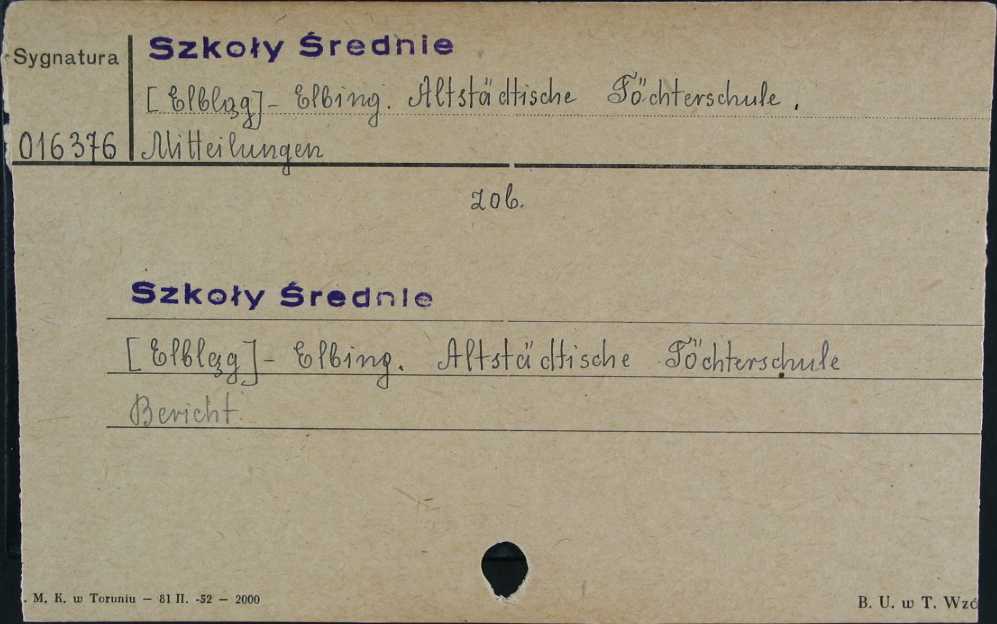 Szkoły Średnie
Sygnatura
[Elbląg] - Elbing. Altstädtische Töchterschule.
016376 Mitteilungen
zob.
Szkoły Średnie
[Elbląg] - Elbing. Altstädtische Töchterschule
Bericht.
. M. K. w Toruniu — 81 II. -52 — 2000
B. U. w T. Wzó